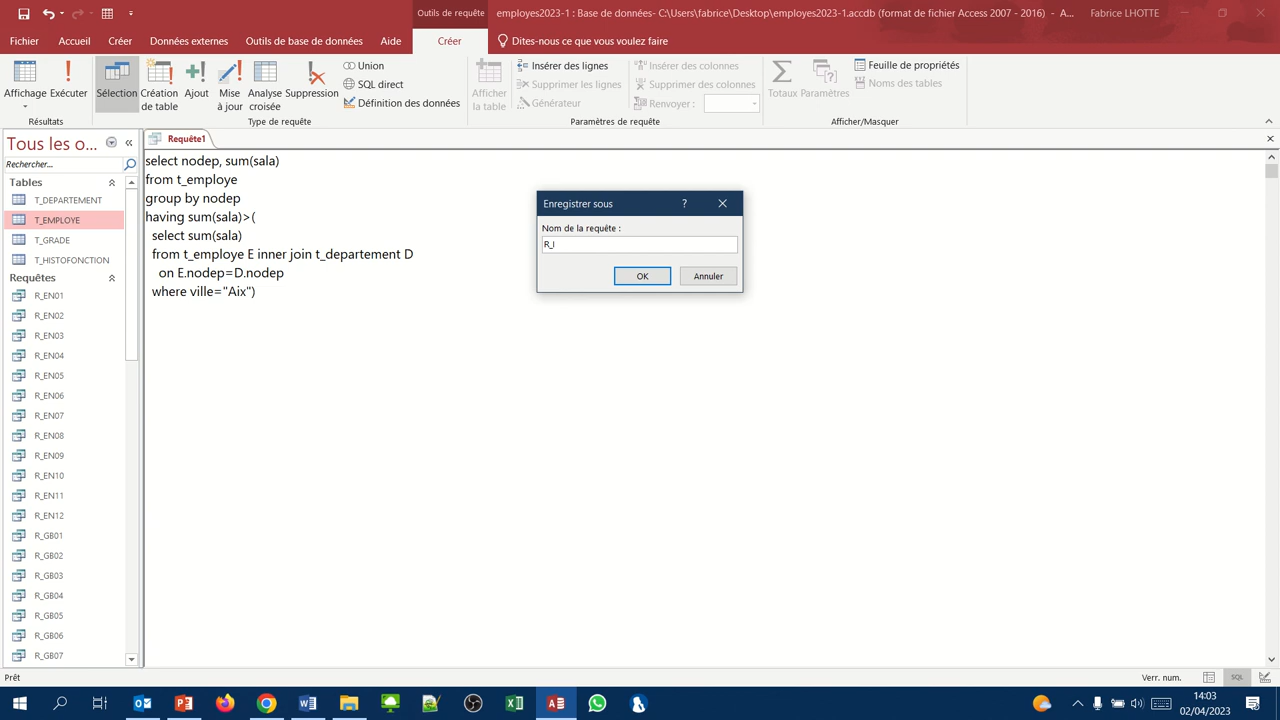 Outils de requête
employes2023-1 : Base de données- C:\Users\fabrice\Desktop\employes2023-1.accdb (format de fichier Access 2007 - 2016) - A...
Fabrice LHOTTE
Fichier
Accueil
Créer
Données externes
Outils de base de données
Aide
Créer
Dites-nous ce que vous voulez faire
Affichage
Exécuter
Résultats
Sélection
Création de table
Ajout
Mise à jour
Analyse croisée
Suppression
Union
SQL direct
Définition des données
Type de requête
Afficher la table
Insérer des lignes
Supprimer les lignes
Générateur
Insérer des colonnes
Supprimer des colonnes
Renvoyer :
Paramètres de requête
Totaux
Paramètres
Feuille de propriétés
Noms des tables
Afficher/Masquer
Tous les o...
Rechercher...
Tables
T_DEPARTEMENT
T_EMPLOYE
T_GRADE
T_HISTOFONCTION
Requêtes
R_EN01
R_EN02
R_EN03
R_EN04
R_EN05
R_EN06
R_EN07
R_EN08
R_EN09
R_EN10
R_EN11
R_EN12
R_GB01
R_GB02
R_GB03
R_GB04
R_GB05
R_GB06
R_GB07
Requête1
select nodep, sum(sala)
from t_employe
group by nodep
having sum(sala)>(
select sum(sala)
from t_employe E inner join t_departement D
on E.nodep=D.nodep
where ville="Aix")
Enregistrer sous
?
Nom de la requête :
R_I
OK
Annuler
Prêt
Verr. num.
SQL
14:03
02/04/2023